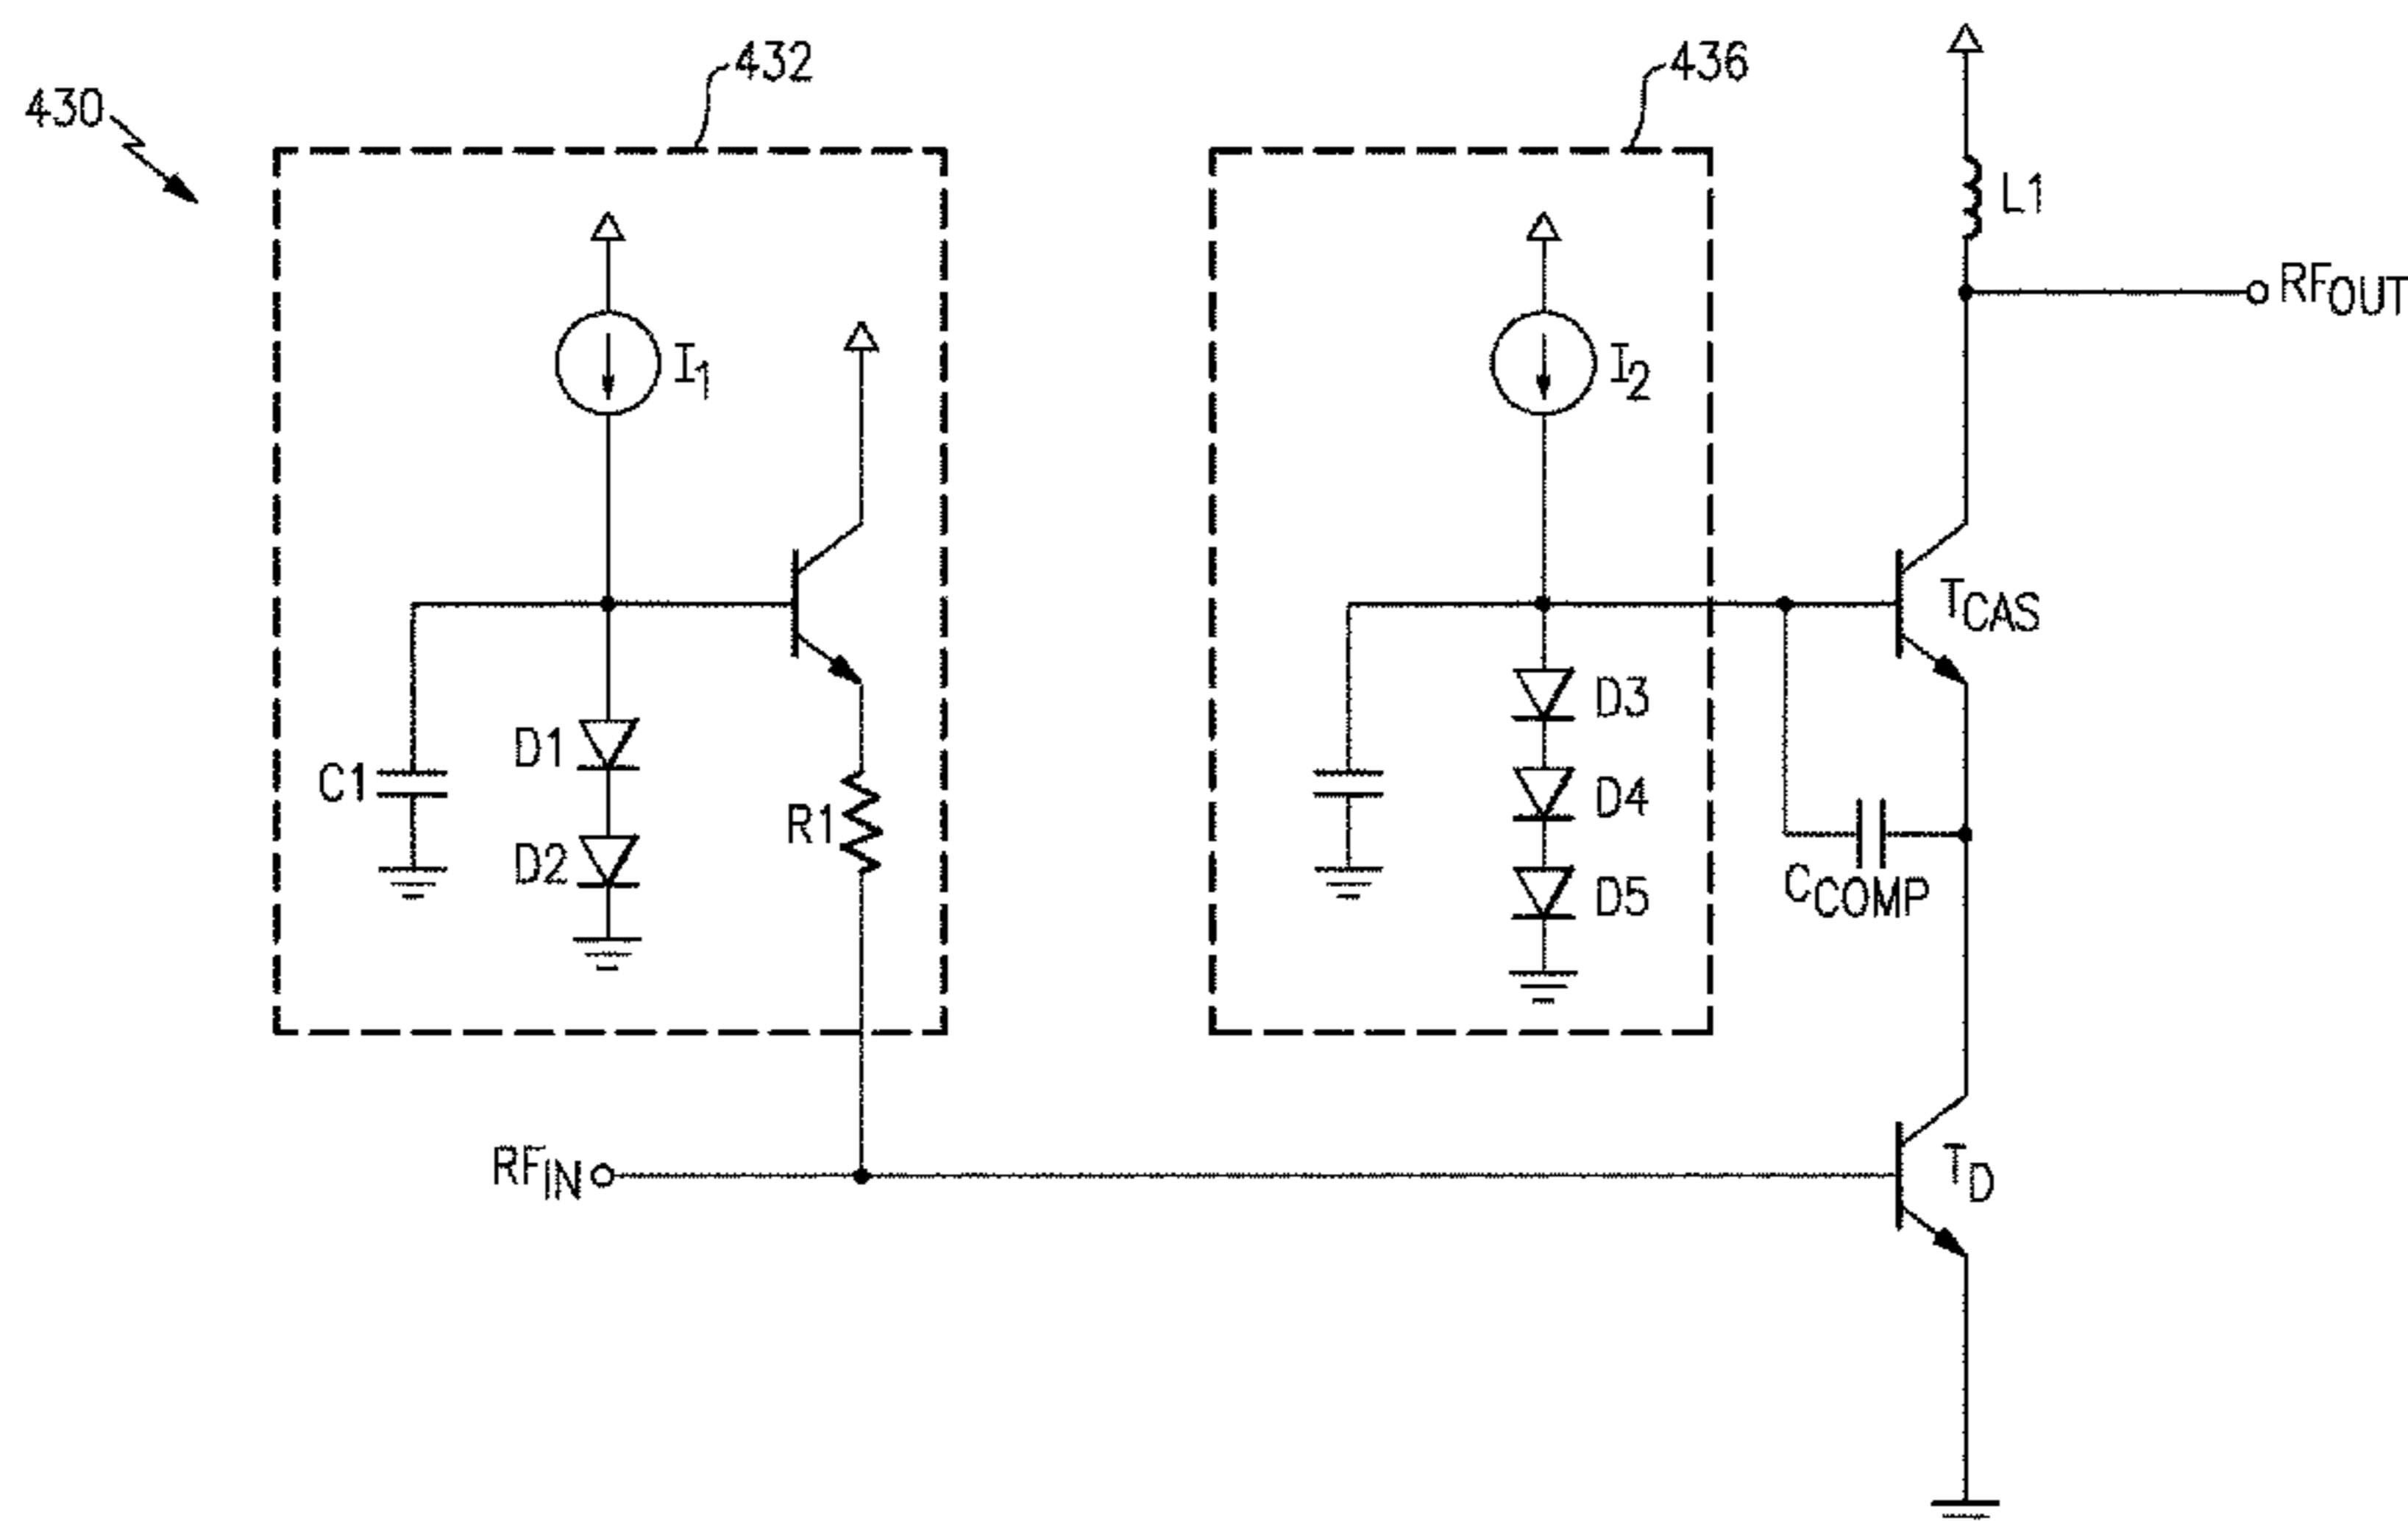 432
436
430
L1
RFOUT
I1
I2
TCAS
D3
D1
C1
D4
R1
D2
D5
CCOMP
RFIN
TD